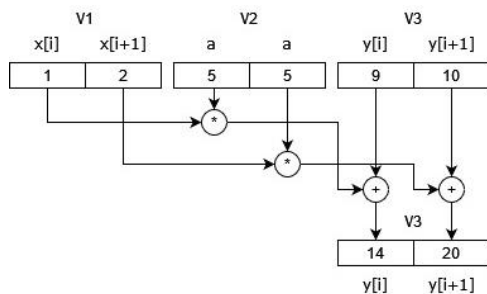 V1 V2 V3
x[i] x[i+1] a a y[i] y[i+1]
1 2 5 5 9 10
*
*
+ +
V3
14 20
y[i] y[i+1]